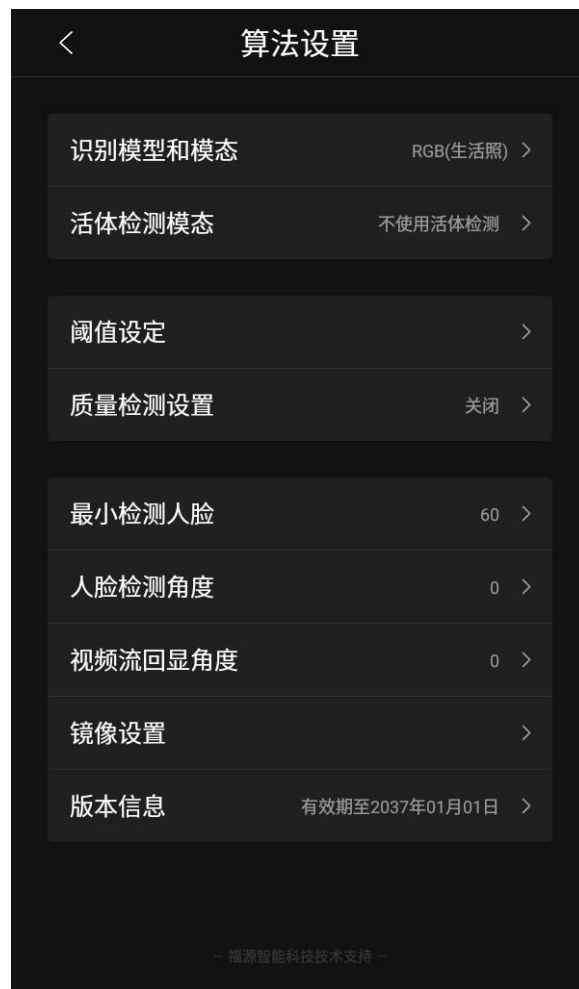 算法设置
识别模型和模态 RGB(生活照)
活体检测模态 不使用活体检测
阈值设定
质量检测设置 关闭
最小检测人脸 60
人脸检测角度 0
视频流回显角度 0
镜像设置
版本信息 有效期至2037年01月01日
– 福源智能科技技术支持 –